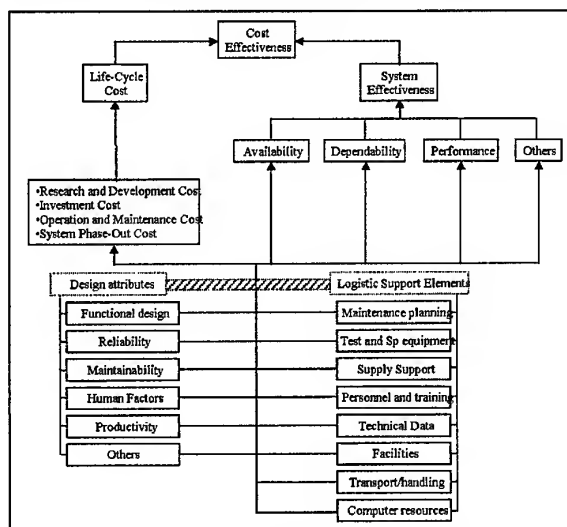 Cost
Effectiveness
Life-Cycle
Cost
System
Effectiveness
Availability
Dependability
Performance
Others
•Research and Development Cost
•Investment Cost
•Operation and Maintenance Cost
•System Phase-Out Cost
Design attributes
Logistic Support Elements
Functional design
Maintenance planning
Reliability
Test and Sp equipment
Maintainability
Supply Support
Human Factors
Personnel and training
Productivity
Technical Data
Others
Facilities
Transport/handling
Computer resources